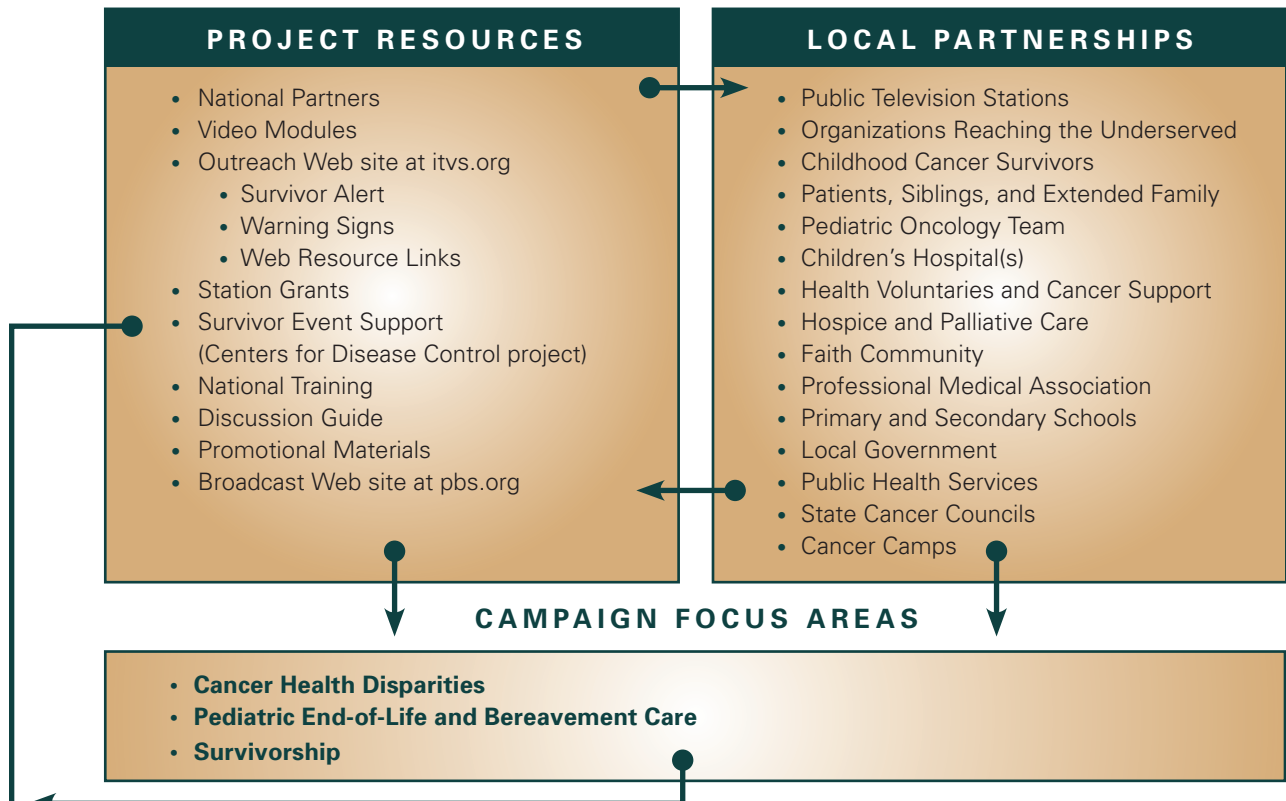 PROJECT RESOURCES
• National Partners
• Video Modules
• Outreach Web site at itvs.org
• Survivor Alert
• Warning Signs
• Web Resource Links
• Station Grants
• Survivor Event Support
(Centers for Disease Control project)
• National Training
• Discussion Guide
• Promotional Materials
• Broadcast Web site at pbs.org
LOCAL PARTNERSHIPS
• Public Television Stations
• Organizations Reaching the Underserved
• Childhood Cancer Survivors
• Patients, Siblings, and Extended Family
• Pediatric Oncology Team
• Children's Hospital(s)
• Health Voluntaries and Cancer Support
• Hospice and Palliative Care
• Faith Community
• Professional Medical Association
• Primary and Secondary Schools
• Local Government
• Public Health Services
• State Cancer Councils
• Cancer Camps
CAMPAIGN FOCUS AREAS
• Cancer Health Disparities
• Pediatric End-of-Life and Bereavement Care
• Survivorship